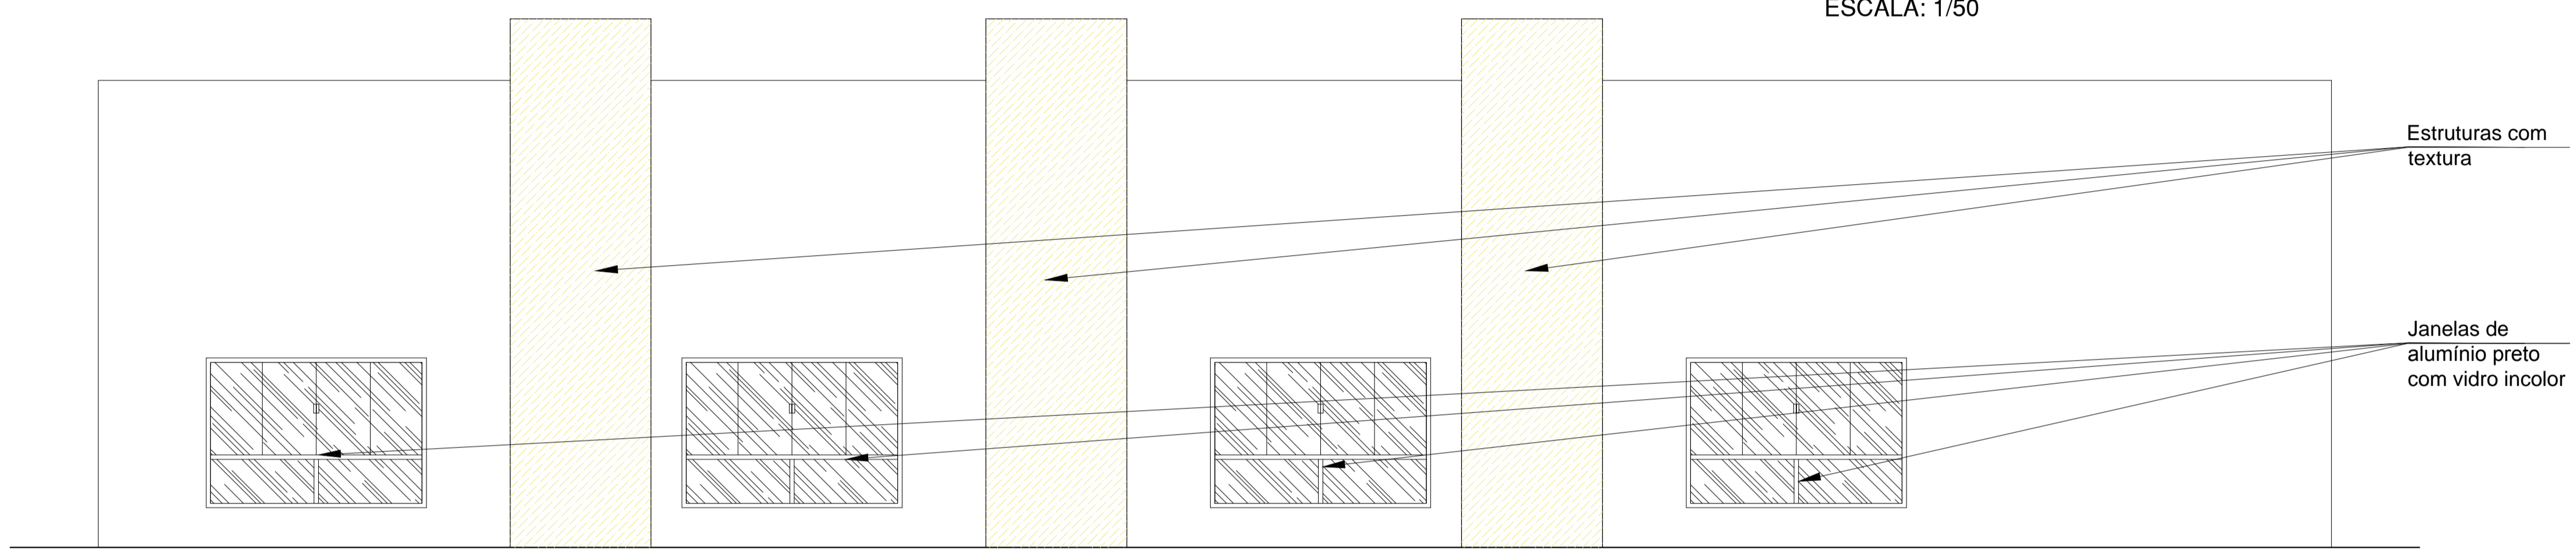 ESCALA: 1/50
Estruturas com
textura
Janelas de
alumínio preto
com vidro incolor